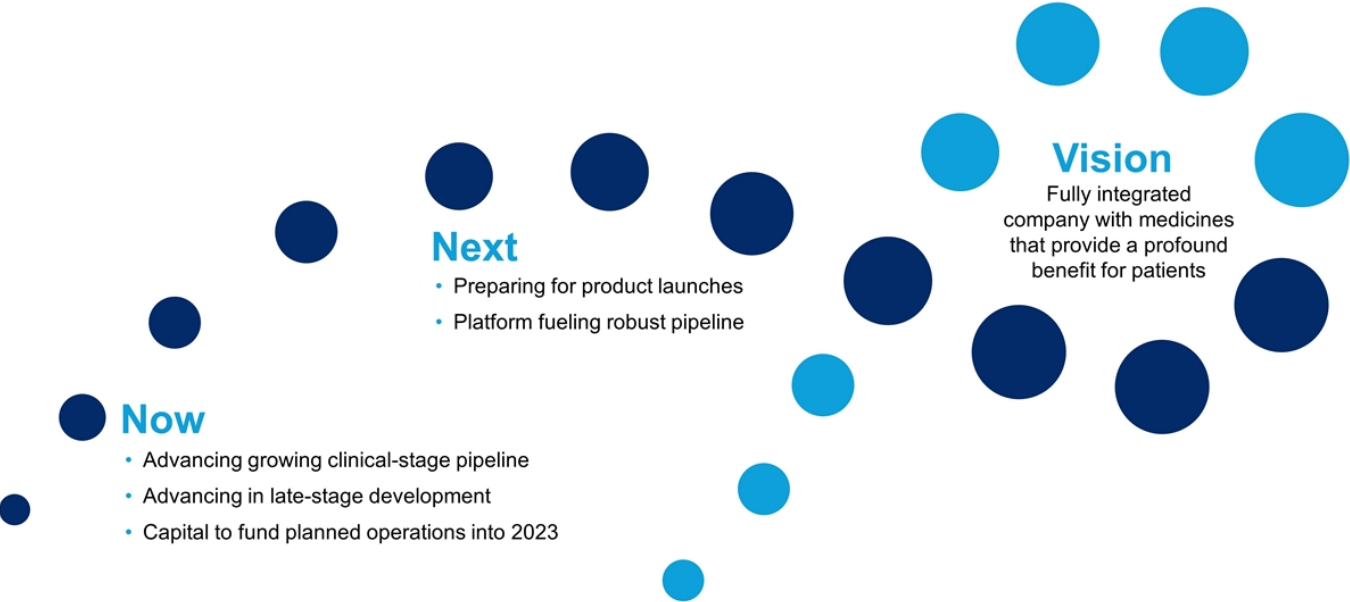 Now
• Advancing growing clinical-stage pipeline
• Advancing in late-stage development
• Capital to fund planned operations into 2023
Next
• Preparing for product launches
• Platform fueling robust pipeline
Vision
Fully integrated
company with medicines
that provide a profound
benefit for patients